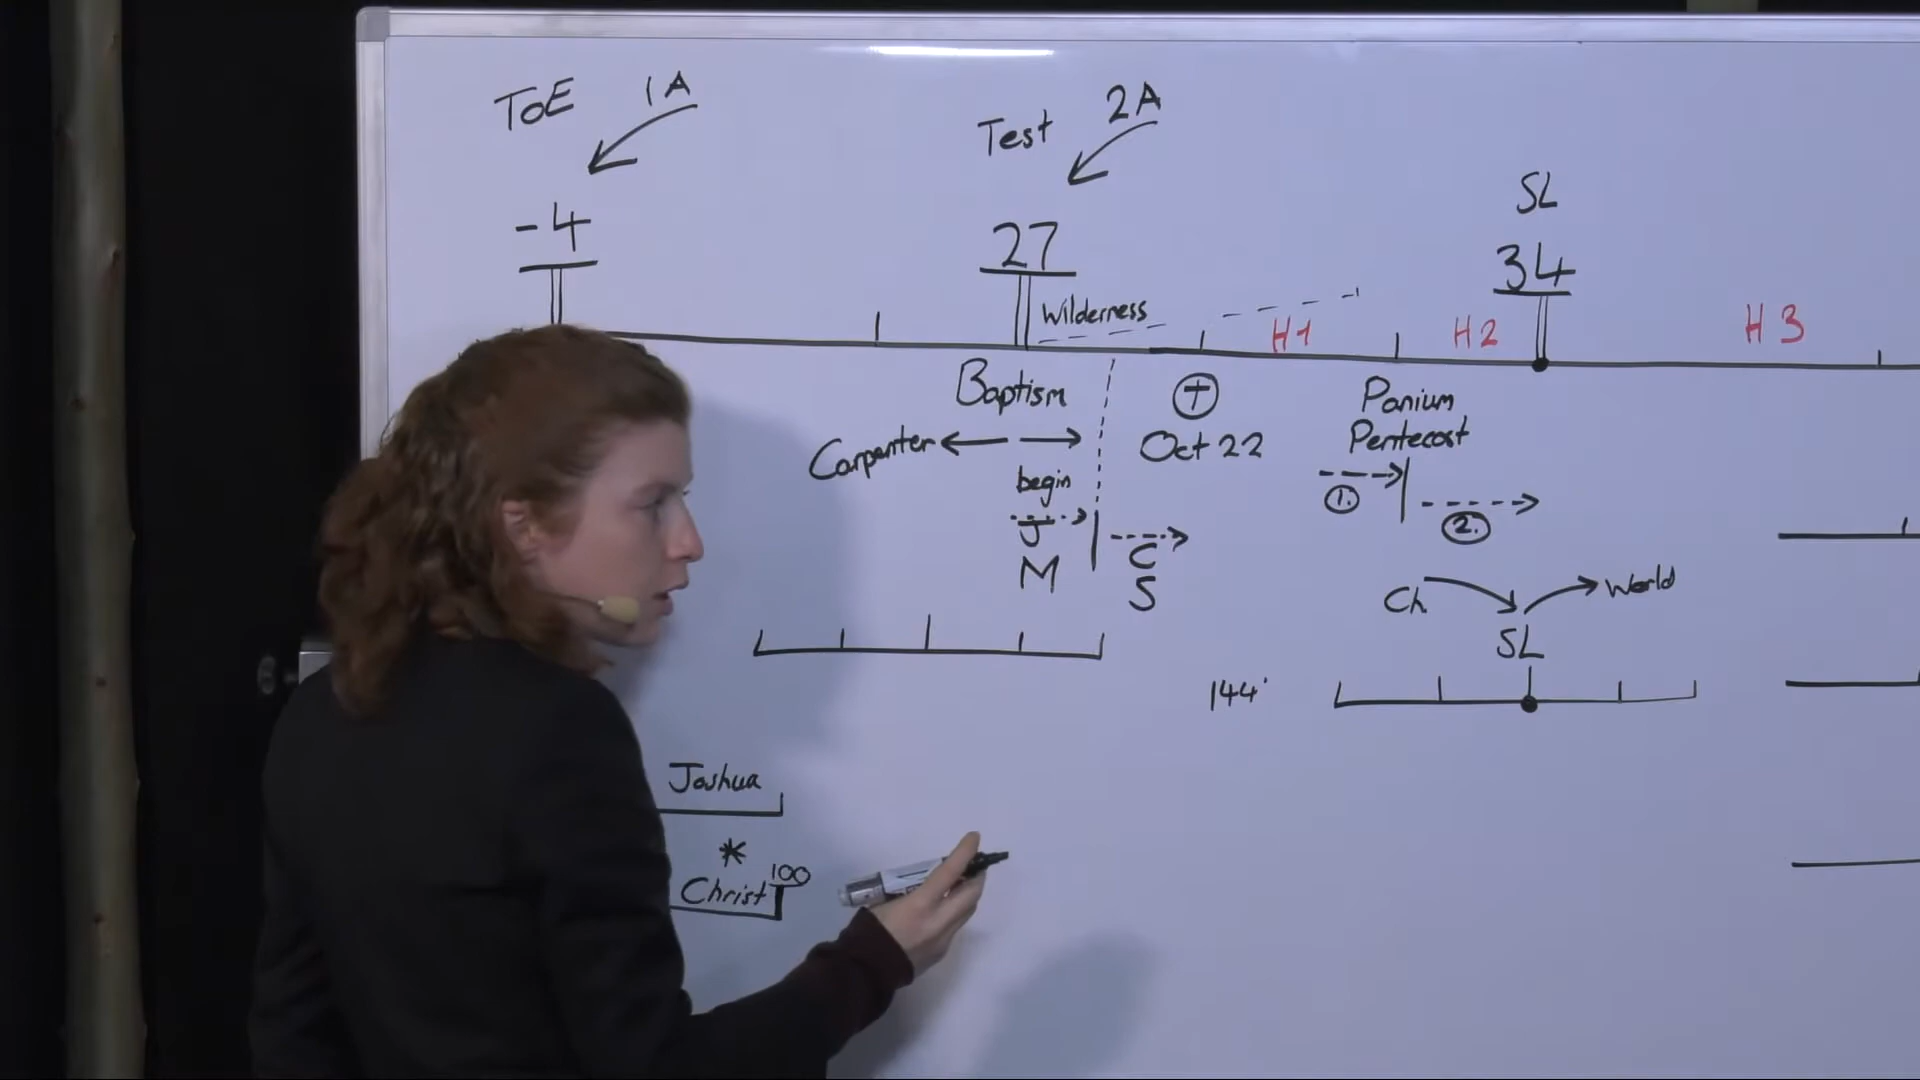 ToE 1A
Test 2A
SL
-4
27
34
Wilderness
H1
H2
H3
Baptism
+
Panium
Carpenter
Oct 22
Pentecost
begin
1.
2.
J
C
M
S
Ch
World
SL
144
Joshua
*
Christ 100